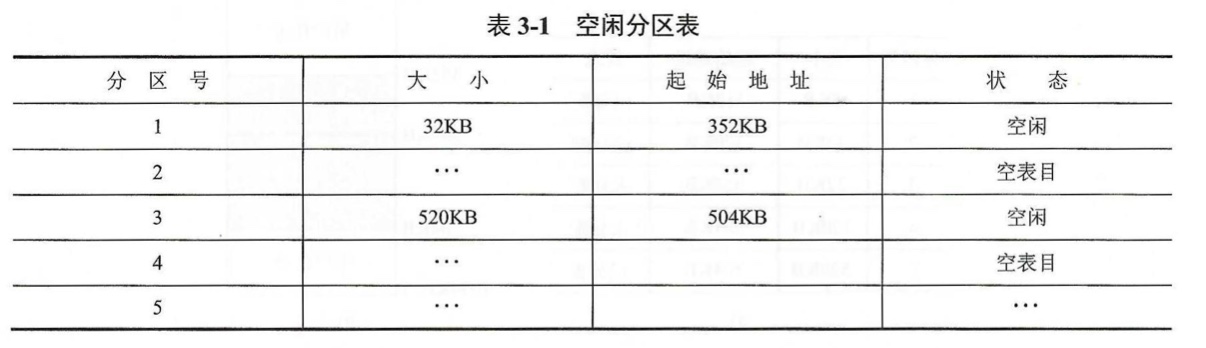 表 3-1 空闲分区表
分 区 号 大 小 起 始 地 址 状 态
1 32KB 352KB 空闲
2 … … 空表目
3 520KB 504KB 空闲
4 … … 空表目
5 … … …